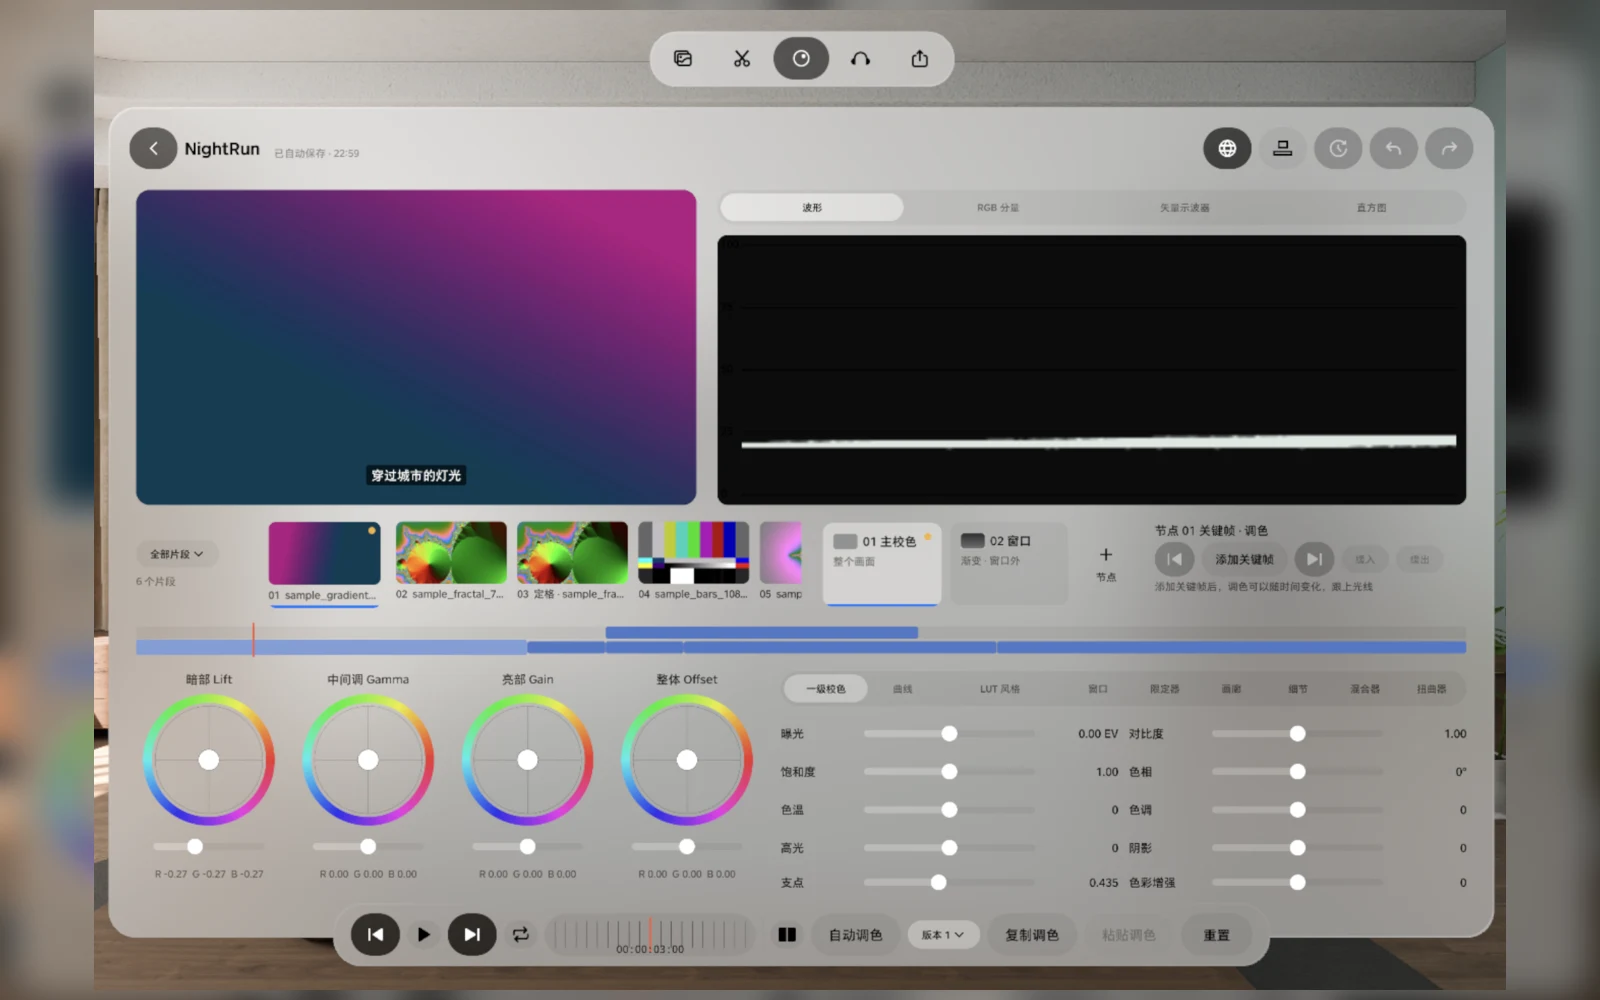 NightRun
已自动保存 · 22:59
波形
RGB 分量
矢量示波器
直方图
穿过城市的灯光
全部片段
6 个片段
01 sample_gradient...
02 sample_fractal_7...
03 定格 · sample_fra...
04 sample_bars_108...
05 samp
01 主校色
整个画面
02 窗口
渐变 · 窗口外
节点
节点 01 关键帧 · 调色
添加关键帧
缓入
缓出
添加关键帧后，调色可以随时间变化，跟上光线
暗部 Lift
中间调 Gamma
亮部 Gain
整体 Offset
R -0.27 G -0.27 B -0.27
R 0.00 G 0.00 B 0.00
R 0.00 G 0.00 B 0.00
R 0.00 G 0.00 B 0.00
一级校色
曲线
LUT 风格
窗口
限定器
画廊
细节
混合器
扭曲器
曝光 0.00 EV
对比度 1.00
饱和度 1.00
色相 0°
色温 0
色调 0
高光 0
阴影 0
支点 0.435
色彩增强 0
00:00:03:00
自动调色
版本 1
复制调色
粘贴调色
重置